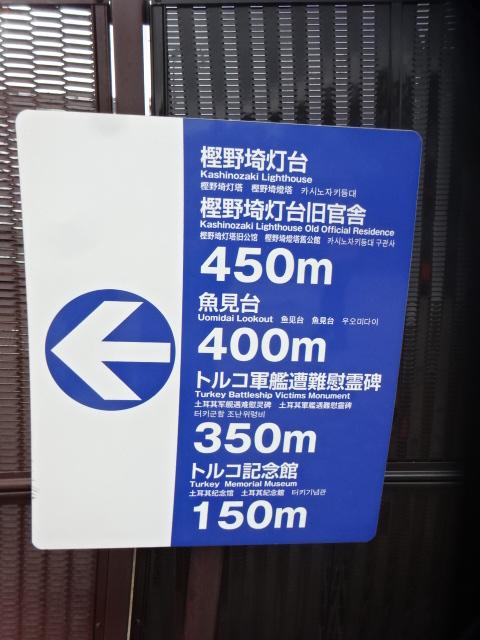 樫野埼灯台
Kashinozaki Lighthouse
樫野埼灯塔 樫野埼燈塔 카시노자키등대
樫野埼灯台旧官舎
Kashinozaki Lighthouse Old Official Residence
樫野埼灯塔旧公馆 樫野埼燈塔舊公館 카시노자키등대 구관사
450m
魚見台
Uomidai Lookout 鱼见台 魚見台 우오미다이
400m
トルコ軍艦遭難慰霊碑
Turkey Battleship Victims Monument
土耳其军舰遇难慰灵碑 土耳其軍艦遇難慰靈碑
터키군함 조난위령비
350m
トルコ記念館
Turkey Memorial Museum
土耳其纪念馆 土耳其紀念館 터키기념관
150m